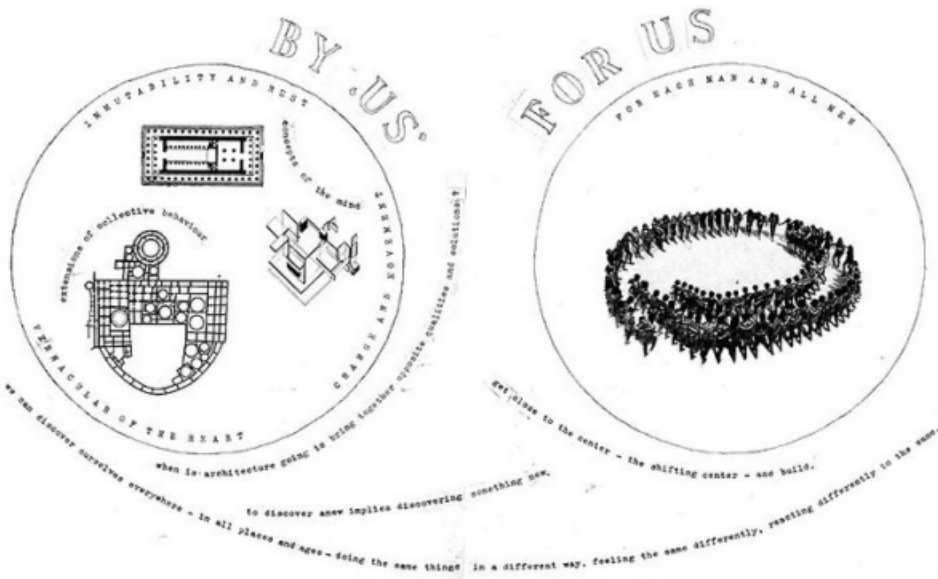 BY US
FOR US
IMMUTABILITY AND REST
concepts of the mind
extensions of collective behaviour
CHANGE AND MOVEMENT
VERNACULAR OF THE HEART
FOR EACH MAN AND ALL MEN
when is architecture going to bring together opposite qualities and solutions?
get close to the center - the shifting center - and build.
to discover anew implies discovering something new.
we can discover ourselves everywhere - in all places and ages - doing the same things in a different way, feeling the same differently, reacting differently to the same.